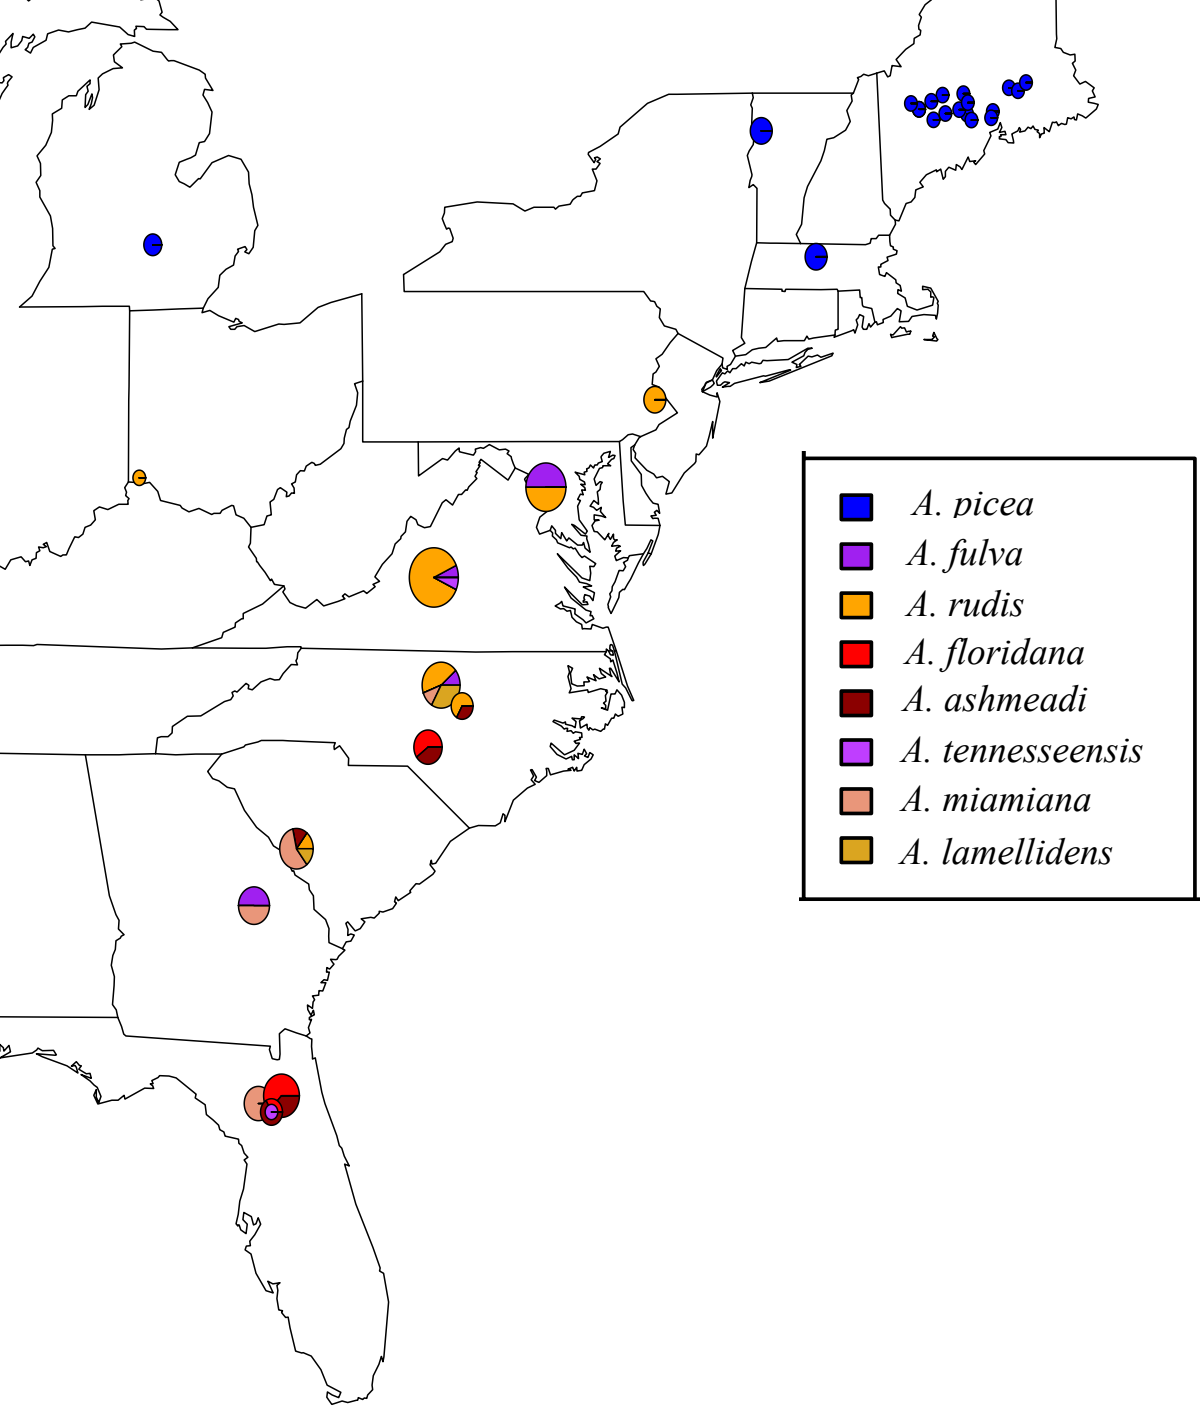 A. picea
A. fulva
A. rudis
A. floridana
A. ashmeadi
A. tennesseensis
A. miamiana
A. lamellidens